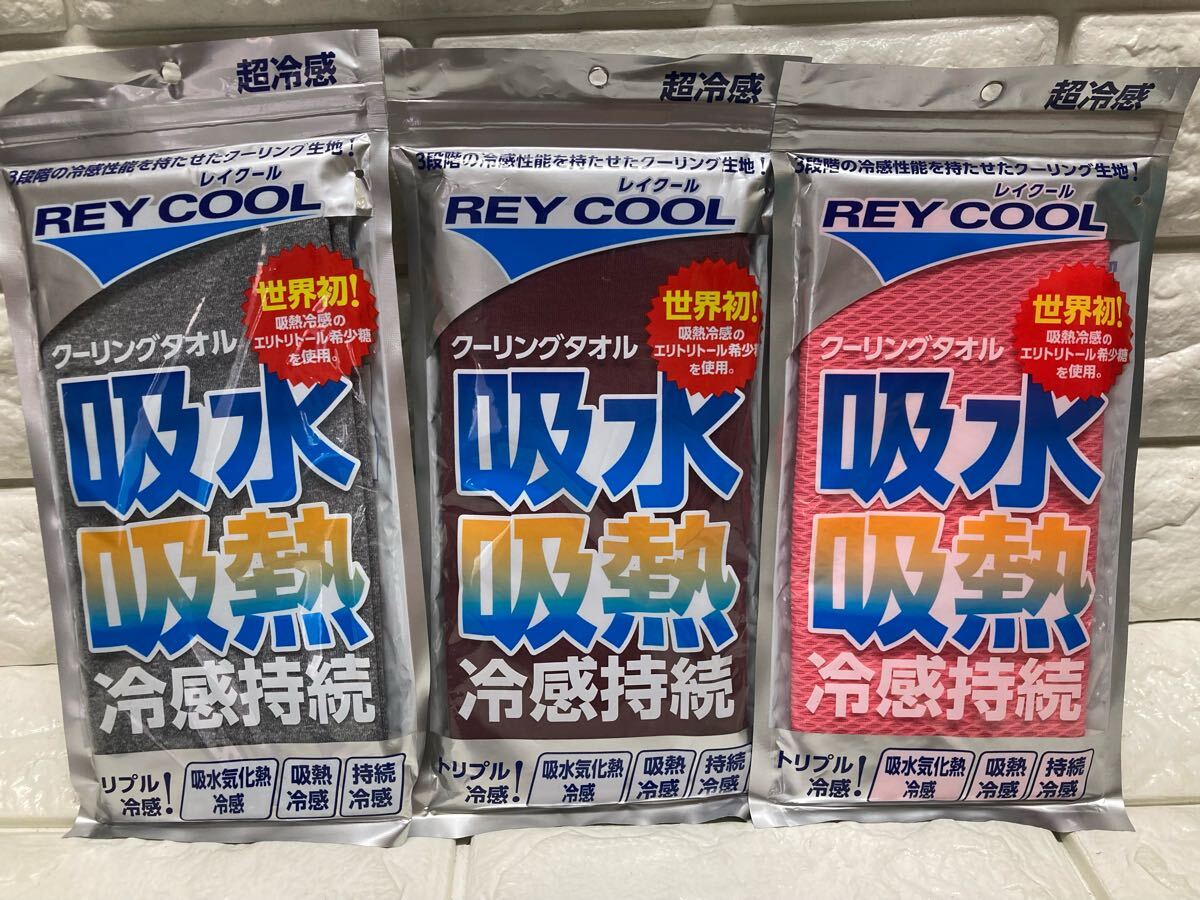 超冷感
3段階の冷感性能を持たせたクーリング生地!
レイクール
REY COOL
世界初!
吸熱冷感の
エリトリトール希少糖
を使用。
クーリングタオル
吸水
吸熱
冷感持続
リプル
冷感!
吸水気化熱
冷感
吸熱
冷感
持続
冷感
超冷感
3段階の冷感性能を持たせたクーリング生地!
レイクール
REY COOL
世界初!
吸熱冷感の
エリトリトール希少糖
を使用。
クーリングタオル
吸水
吸熱
冷感持続
トリプル
冷感!
吸水気化熱
冷感
吸熱
冷感
持続
冷感
超冷感
3段階の冷感性能を持たせたクーリング生地!
レイクール
REY COOL
世界初!
吸熱冷感の
エリトリトール希少糖
を使用。
クーリングタオル
吸水
吸熱
冷感持続
トリプル
冷感!
吸水気化熱
冷感
吸熱
冷感
持続
冷感